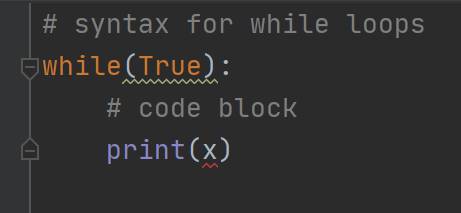 # syntax for while loops
while(True):
    # code block
    print(x)